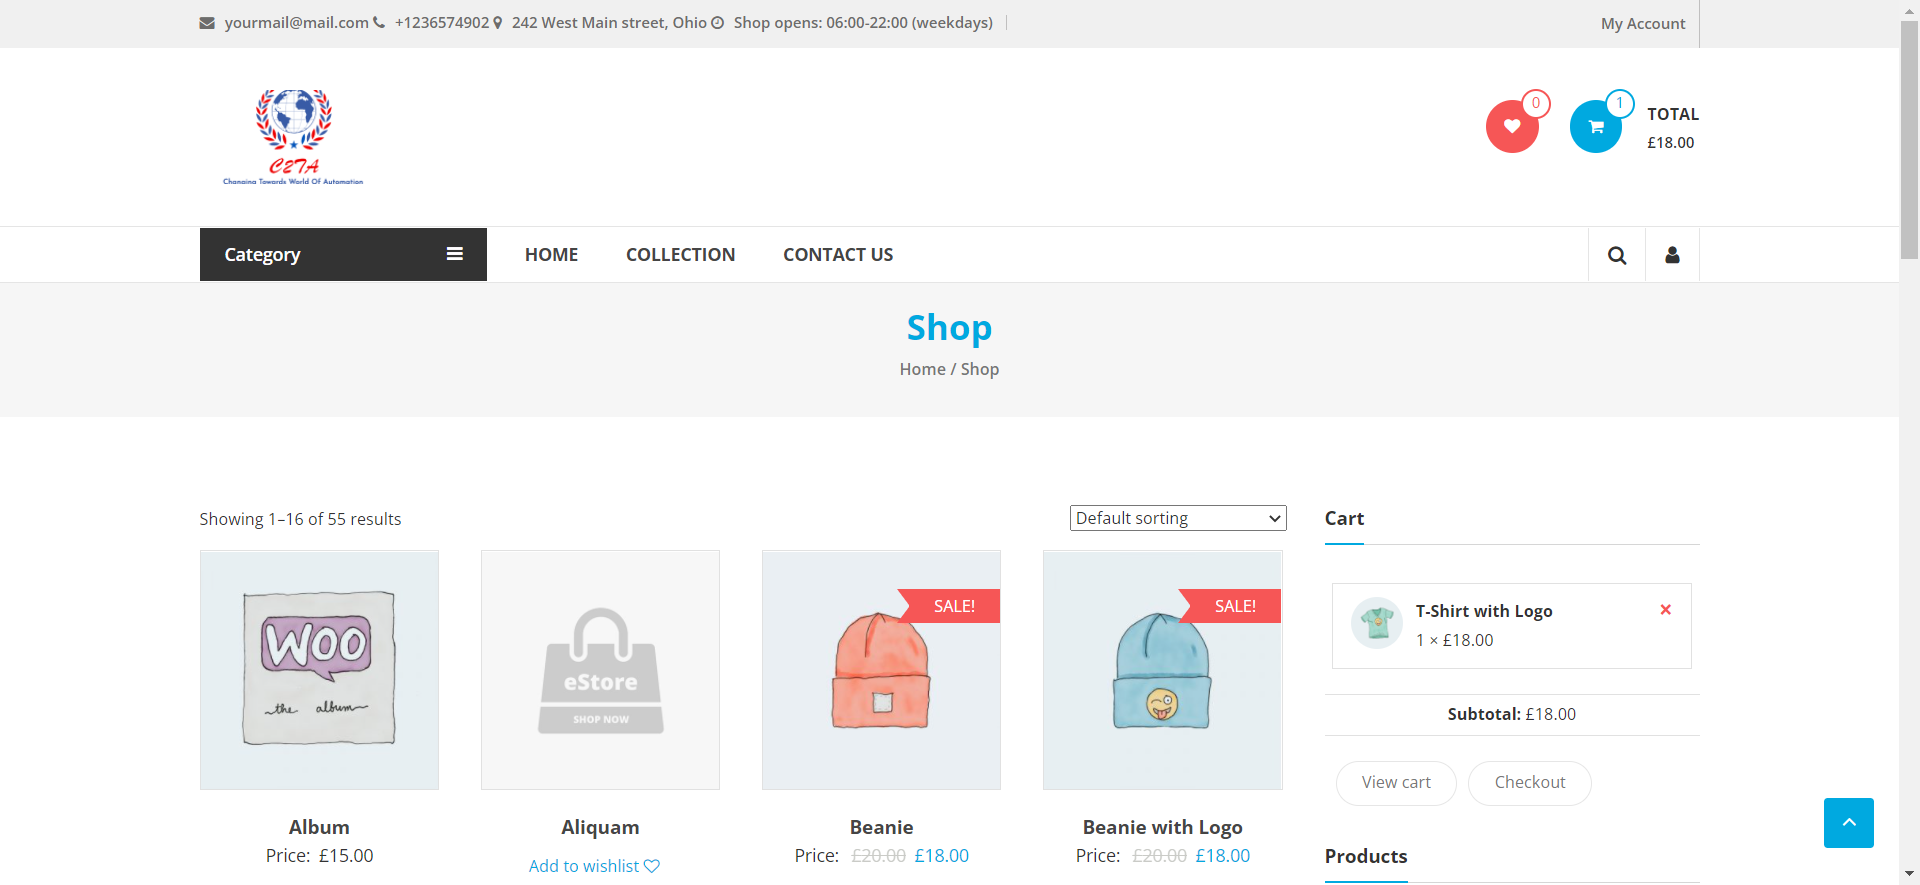 yourmail@mail.com +1236574902 242 West Main street, Ohio Shop opens: 06:00-22:00 (weekdays)
My Account
C2TA
Changing Towards World Of Automation
0
1
TOTAL
£18.00
Category
HOME
COLLECTION
CONTACT US
Shop
Home / Shop
Showing 1–16 of 55 results
Default sorting
WOO
the album
eStore
SHOP NOW
SALE!
SALE!
Album
Price: £15.00
Aliquam
Add to wishlist
Beanie
Price: £20.00 £18.00
Beanie with Logo
Price: £20.00 £18.00
Cart
T-Shirt with Logo
×
1 × £18.00
Subtotal: £18.00
View cart
Checkout
Products